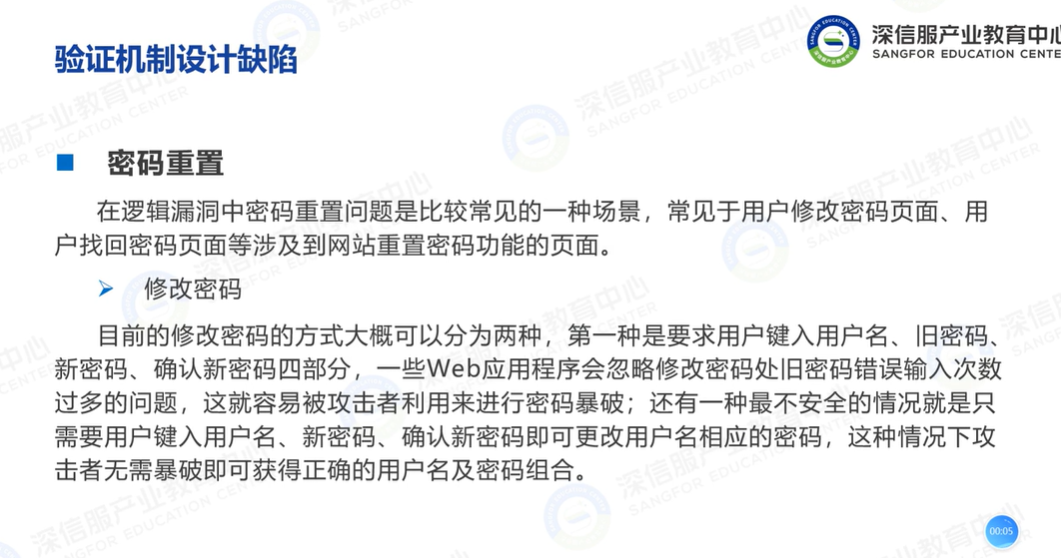 验证机制设计缺陷
深信服产业教育中心
SANGFOR EDUCATION CENTE
密码重置
在逻辑漏洞中密码重置问题是比较常见的一种场景，常见于用户修改密码页面、用
户找回密码页面等涉及到网站重置密码功能的页面。
修改密码
目前的修改密码的方式大概可以分为两种，第一种是要求用户键入用户名、旧密码、
新密码、确认新密码四部分，一些Web应用程序会忽略修改密码处旧密码错误输入次数
过多的问题，这就容易被攻击者利用来进行密码暴破；还有一种最不安全的情况就是只
需要用户键入用户名、新密码、确认新密码即可更改用户名相应的密码，这种情况下攻
击者无需暴破即可获得正确的用户名及密码组合。
00:05